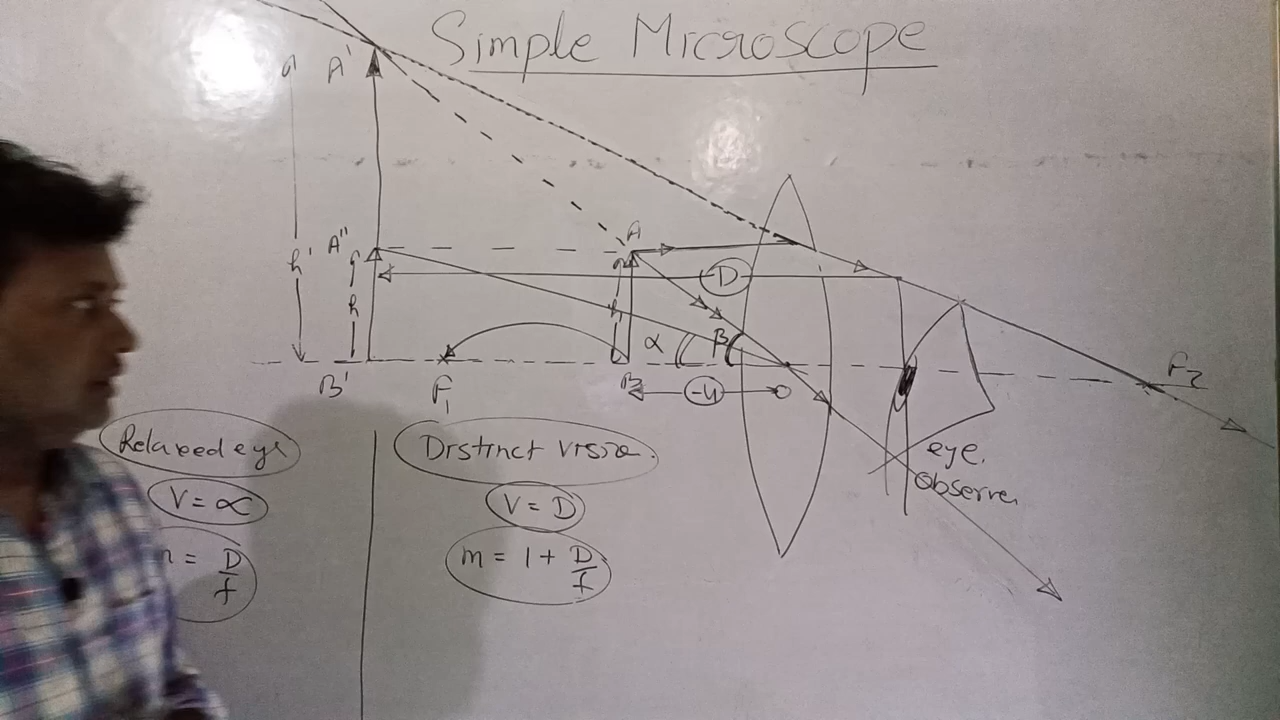 Simple Microscope
A'
h'
A"
h
B'
F₁
A
h
B
α
β
D
-u
O
F₂
eye
Observer
Relaxed eye
V = ∝
= D/f
Distinct vision.
V = D
m = 1 + D/f